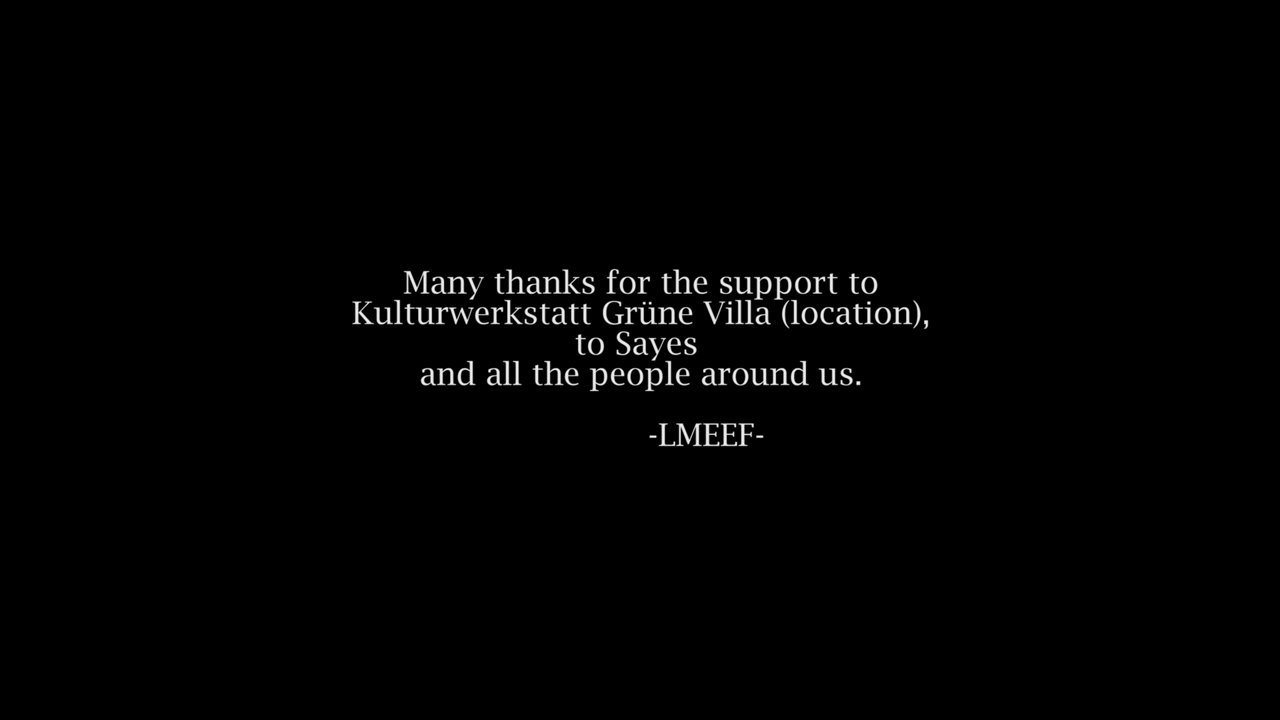 Many thanks for the support to
Kulturwerkstatt Grüne Villa (location),
to Sayes
and all the people around us.
-LMEEF-